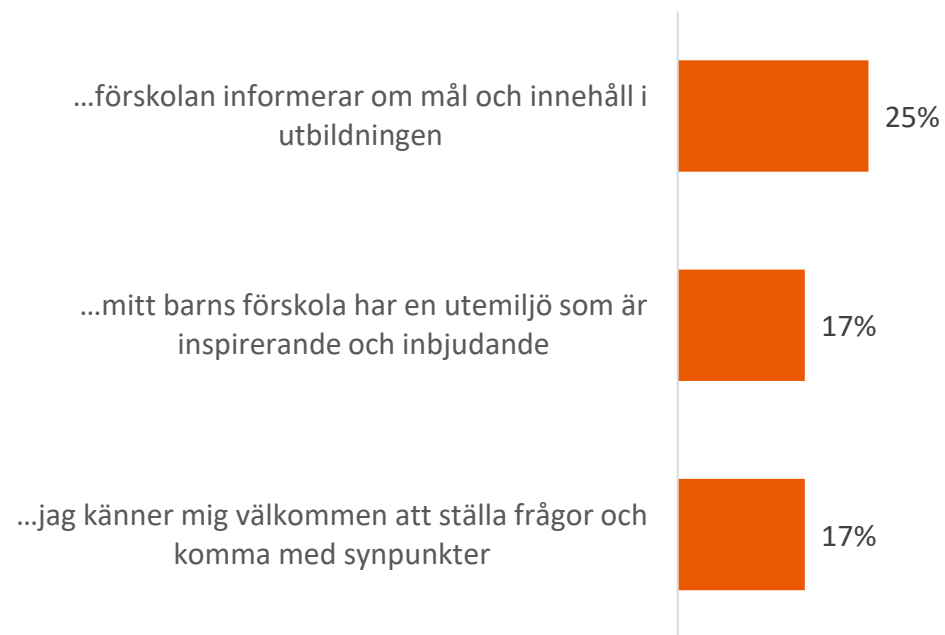 ...förskolan informerar om mål och innehåll i
utbildningen
25%
...mitt barns förskola har en utemiljö som är
inspirerande och inbjudande
17%
...jag känner mig välkommen att ställa frågor och
komma med synpunkter
17%